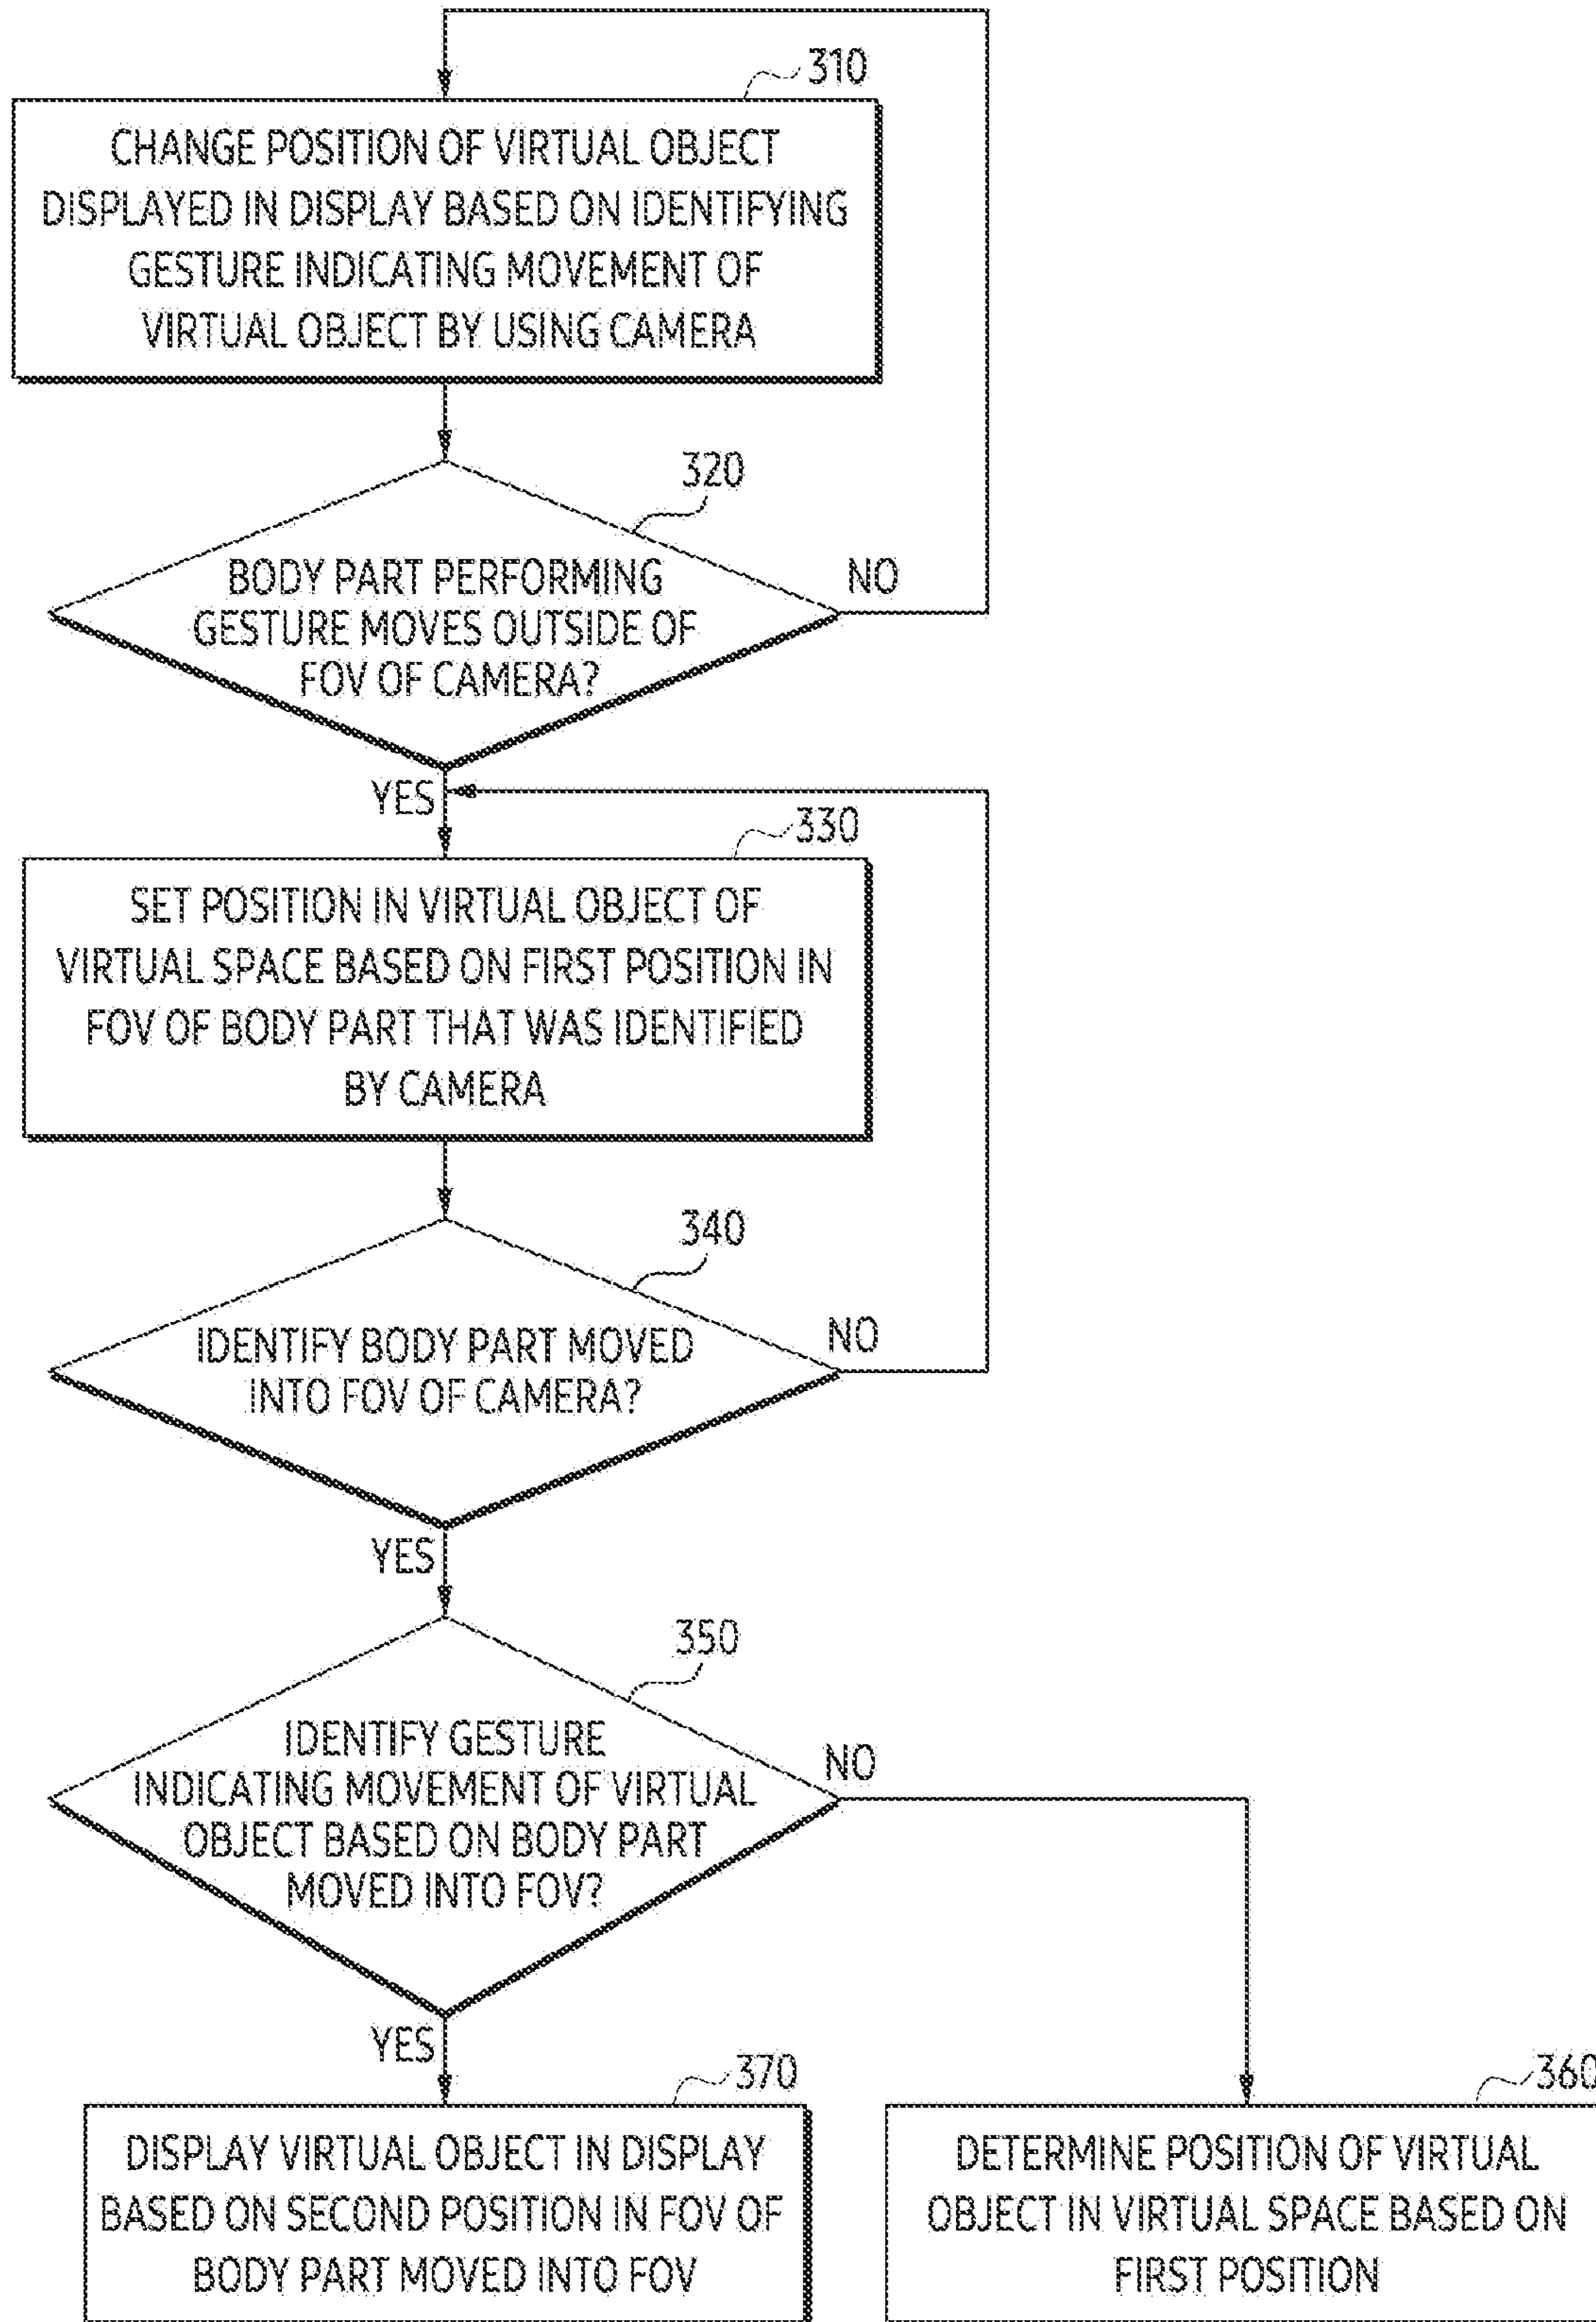 310
CHANGE POSITION OF VIRTUAL OBJECT
DISPLAYED IN DISPLAY BASED ON IDENTIFYING
GESTURE INDICATING MOVEMENT OF
VIRTUAL OBJECT BY USING CAMERA
320
BODY PART PERFORMING
GESTURE MOVES OUTSIDE OF
FOV OF CAMERA?
NO
YES
330
SET POSITION IN VIRTUAL OBJECT OF
VIRTUAL SPACE BASED ON FIRST POSITION IN
FOV OF BODY PART THAT WAS IDENTIFIED
BY CAMERA
340
IDENTIFY BODY PART MOVED
INTO FOV OF CAMERA?
NO
YES
350
IDENTIFY GESTURE
INDICATING MOVEMENT OF VIRTUAL
OBJECT BASED ON BODY PART
MOVED INTO FOV?
NO
YES
370
DISPLAY VIRTUAL OBJECT IN DISPLAY
BASED ON SECOND POSITION IN FOV OF
BODY PART MOVED INTO FOV
360
DETERMINE POSITION OF VIRTUAL
OBJECT IN VIRTUAL SPACE BASED ON
FIRST POSITION